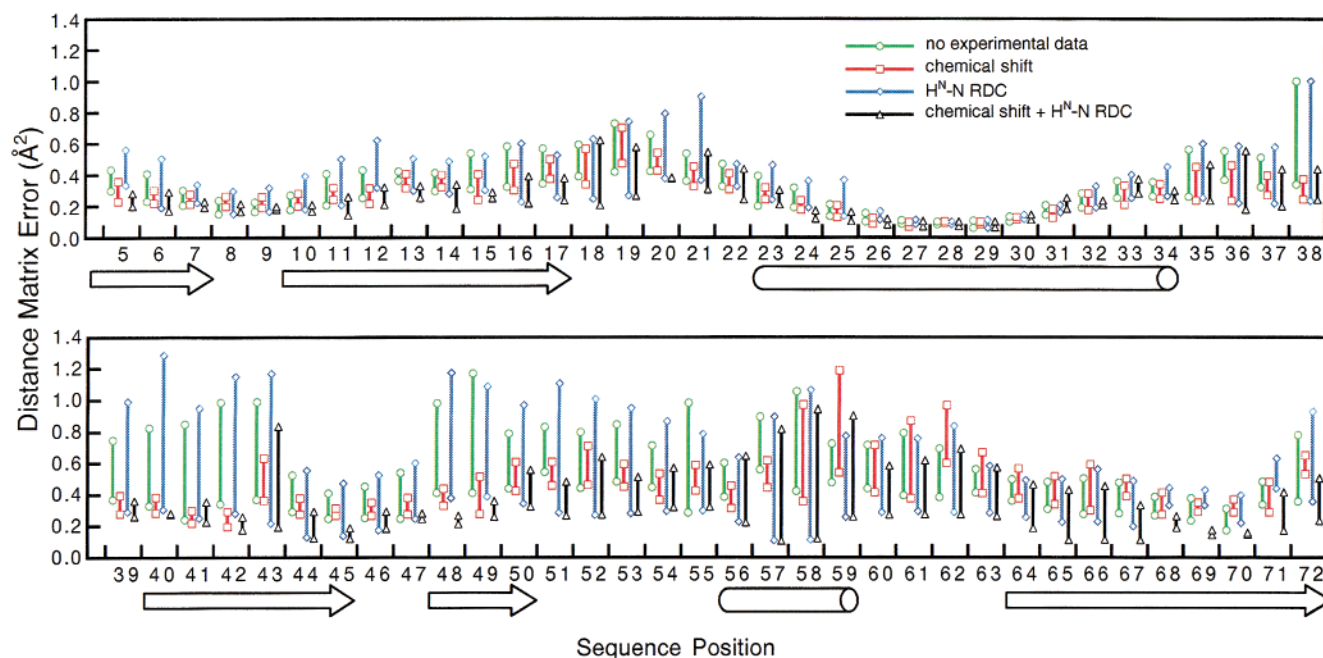 1.4
1.2
1.0
0.8
0.6
0.4
0.2
0.0
no experimental data
chemical shift
Hᴺ-N RDC
chemical shift + Hᴺ-N RDC
5 6 7 8 9 10 11 12 13 14 15 16 17 18 19 20 21 22 23 24 25 26 27 28 29 30 31 32 33 34 35 36 37 38
Distance Matrix Error (Å²)
1.4
1.2
1.0
0.8
0.6
0.4
0.2
0.0
39 40 41 42 43 44 45 46 47 48 49 50 51 52 53 54 55 56 57 58 59 60 61 62 63 64 65 66 67 68 69 70 71 72
Sequence Position